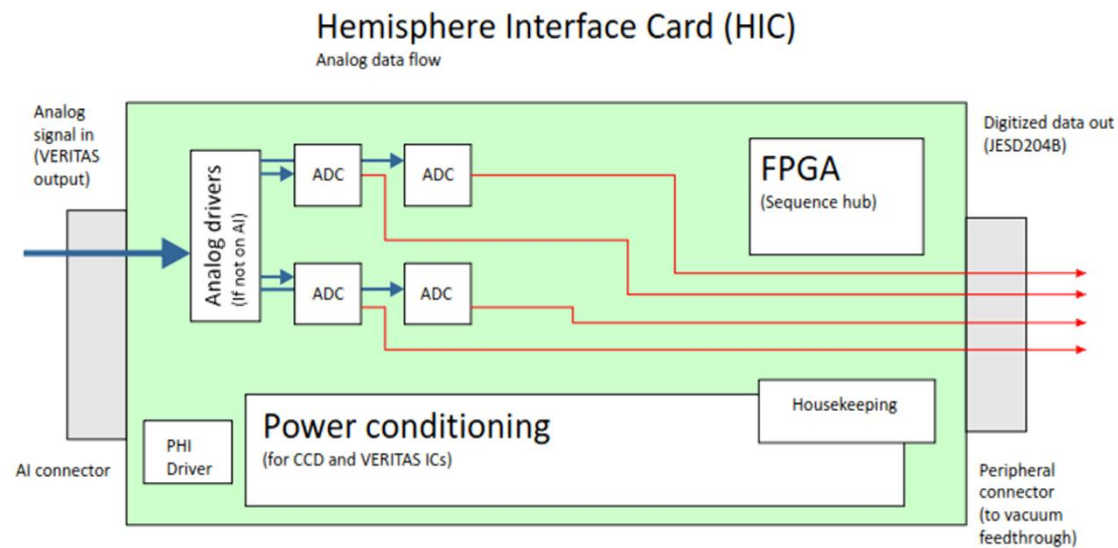 Hemisphere Interface Card (HIC)
Analog data flow
Analog
signal in
(VERITAS
output)
Digitized data out
(JESD204B)
Analog drivers
(If not on AI)
ADC
ADC
ADC
ADC
FPGA
(Sequence hub)
Housekeeping
Power conditioning
(for CCD and VERITAS ICs)
PHI
Driver
AI connector
Peripheral
connector
(to vacuum
feedthrough)